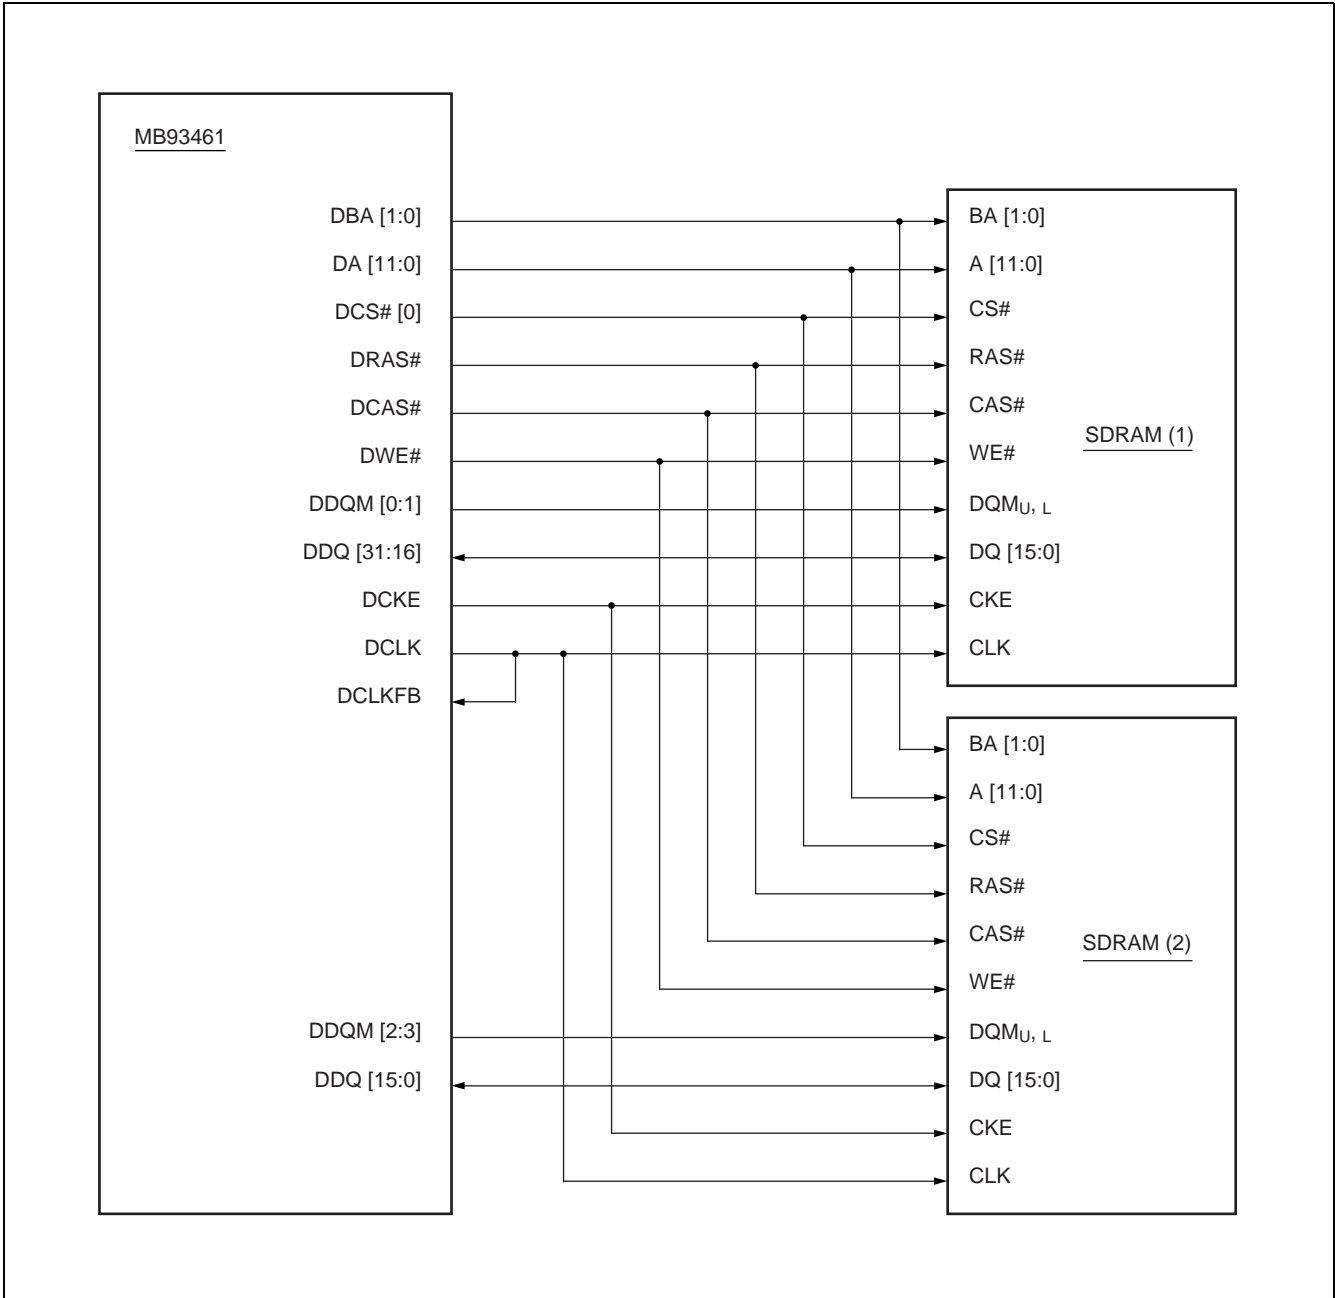 MB93461
DBA [1:0]
DA [11:0]
DCS# [0]
DRAS#
DCAS#
DWE#
DDQM [0:1]
DDQ [31:16]
DCKE
DCLK
DCLKFB
DDQM [2:3]
DDQ [15:0]
BA [1:0]
A [11:0]
CS#
RAS#
CAS#
SDRAM (1)
WE#
DQMU, L
DQ [15:0]
CKE
CLK
BA [1:0]
A [11:0]
CS#
RAS#
CAS#
SDRAM (2)
WE#
DQMU, L
DQ [15:0]
CKE
CLK